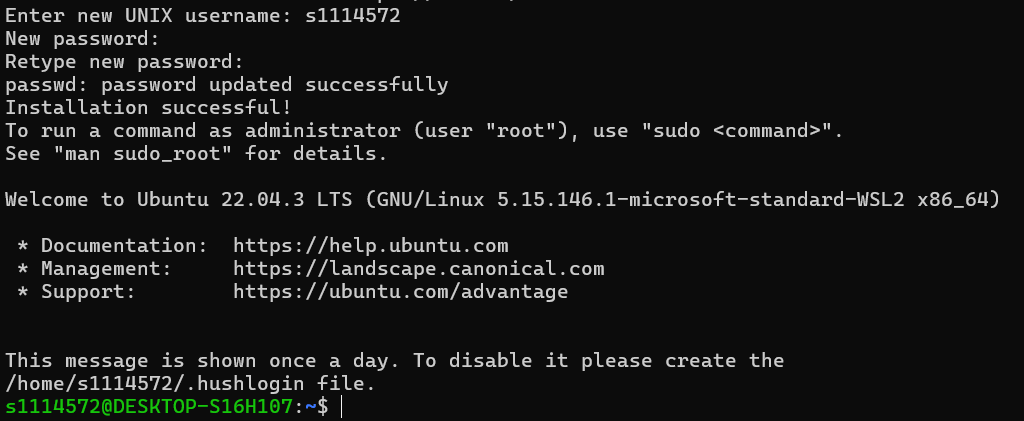 Enter new UNIX username: s1114572
New password:
Retype new password:
passwd: password updated successfully
Installation successful!
To run a command as administrator (user "root"), use "sudo <command>".
See "man sudo_root" for details.

Welcome to Ubuntu 22.04.3 LTS (GNU/Linux 5.15.146.1-microsoft-standard-WSL2 x86_64)

 * Documentation:  https://help.ubuntu.com
 * Management:     https://landscape.canonical.com
 * Support:        https://ubuntu.com/advantage


This message is shown once a day. To disable it please create the
/home/s1114572/.hushlogin file.
s1114572@DESKTOP-S16H107:~$